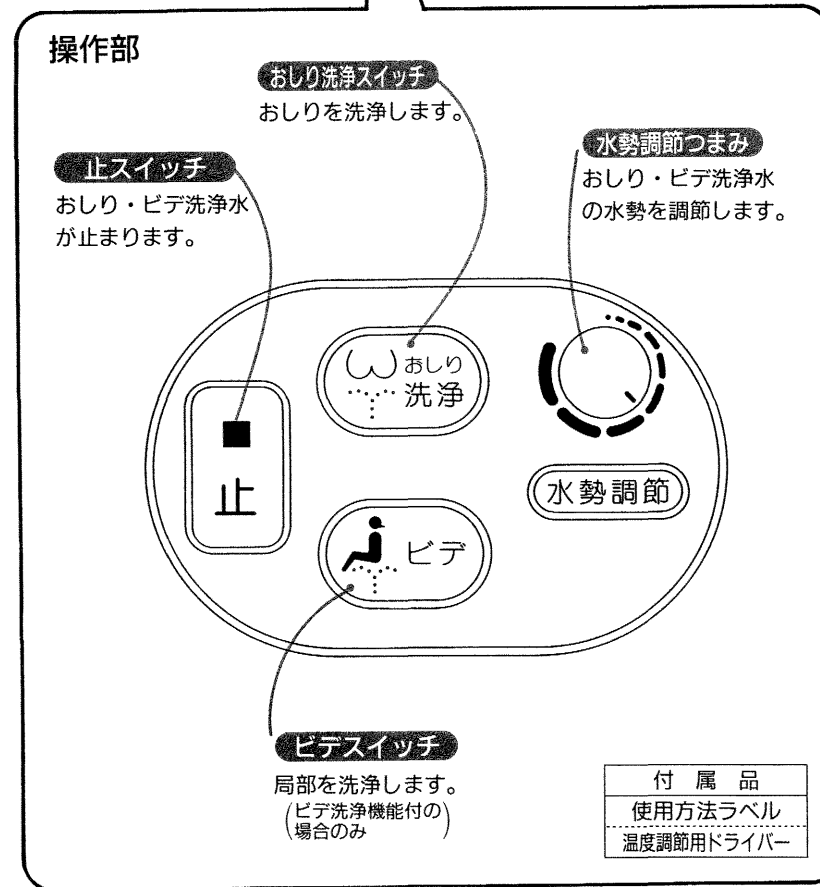 操作部
おしり洗浄スイッチ
おしりを洗浄します。
止スイッチ
おしり・ビデ洗浄水
が止まります。
水勢調節つまみ
おしり・ビデ洗浄水
の水勢を調節します。
おしり
洗浄
止
水勢調節
ビデ
ビデスイッチ
局部を洗浄します。
(ビデ洗浄機能付の
場合のみ)
付属品
使用方法ラベル
温度調節用ドライバー